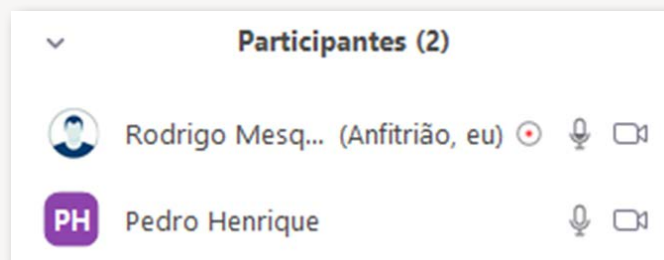 Participantes (2)
Rodrigo Mesq... (Anfitrião, eu)
PH Pedro Henrique